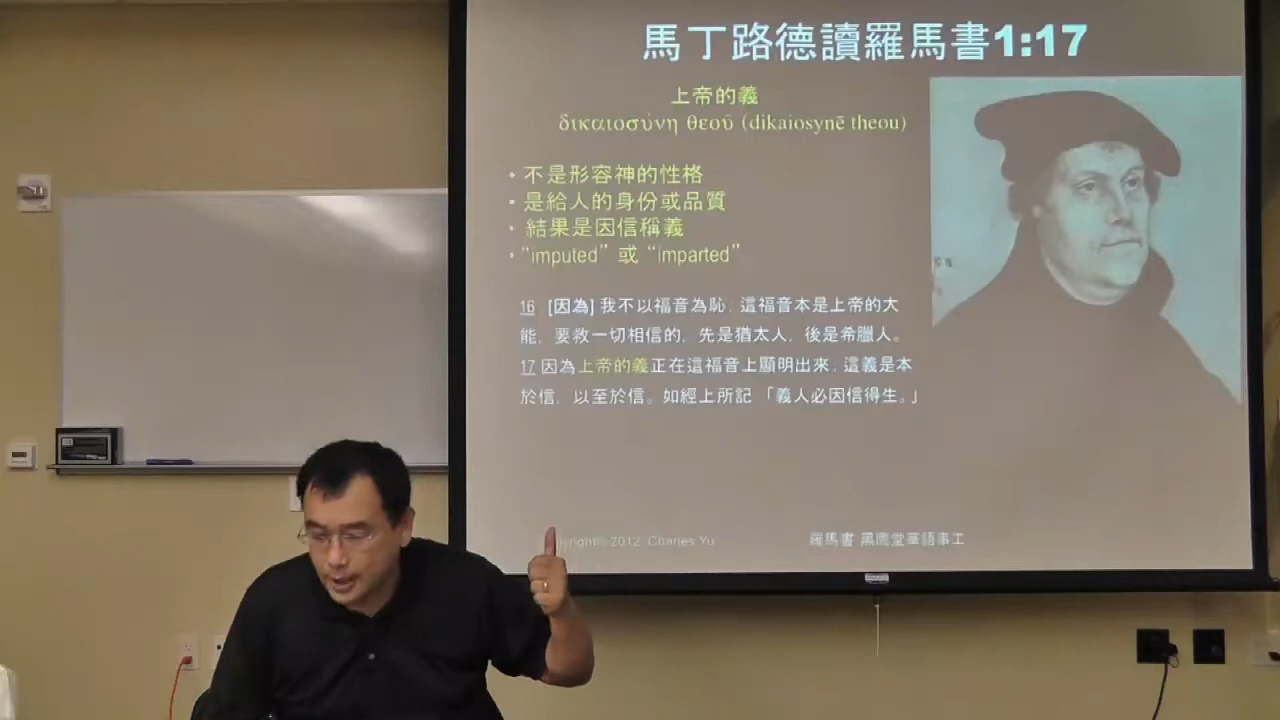 馬丁路德讀羅馬書1:17
上帝的義
δικαιοσύνη θεοῦ (dikaiosynē theou)
• 不是形容神的性格
• 是給人的身份或品質
• 結果是因信稱義
• “imputed” 或 “imparted”
16 [因為] 我不以福音為恥; 這福音本是上帝的大
能, 要救一切相信的, 先是猶太人, 後是希臘人。
17 因為上帝的義正在這福音上顯明出來; 這義是本
於信, 以至於信。如經上所記 「義人必因信得生。」
yright© 2012 Charles Yu
羅馬書 黑鷹堂華語事工